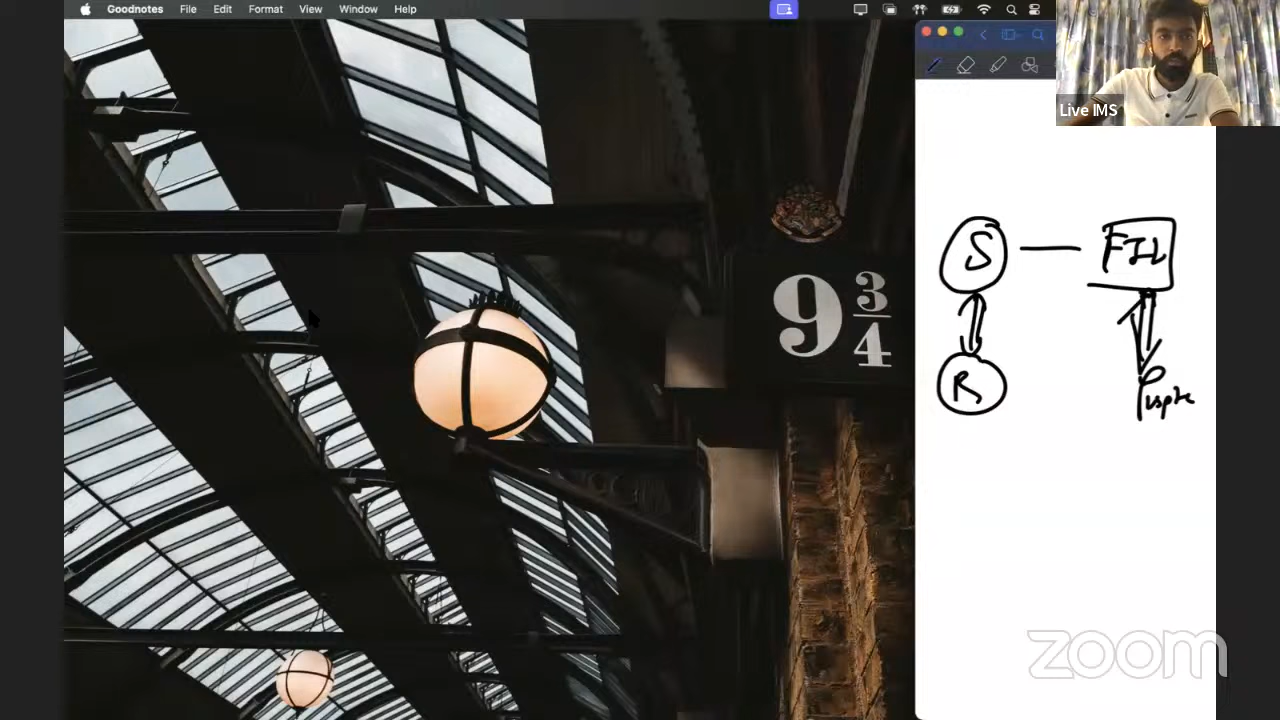 Goodnotes File Edit Format View Window Help
Live IMS
9 3/4
S — FIL
R
zoom